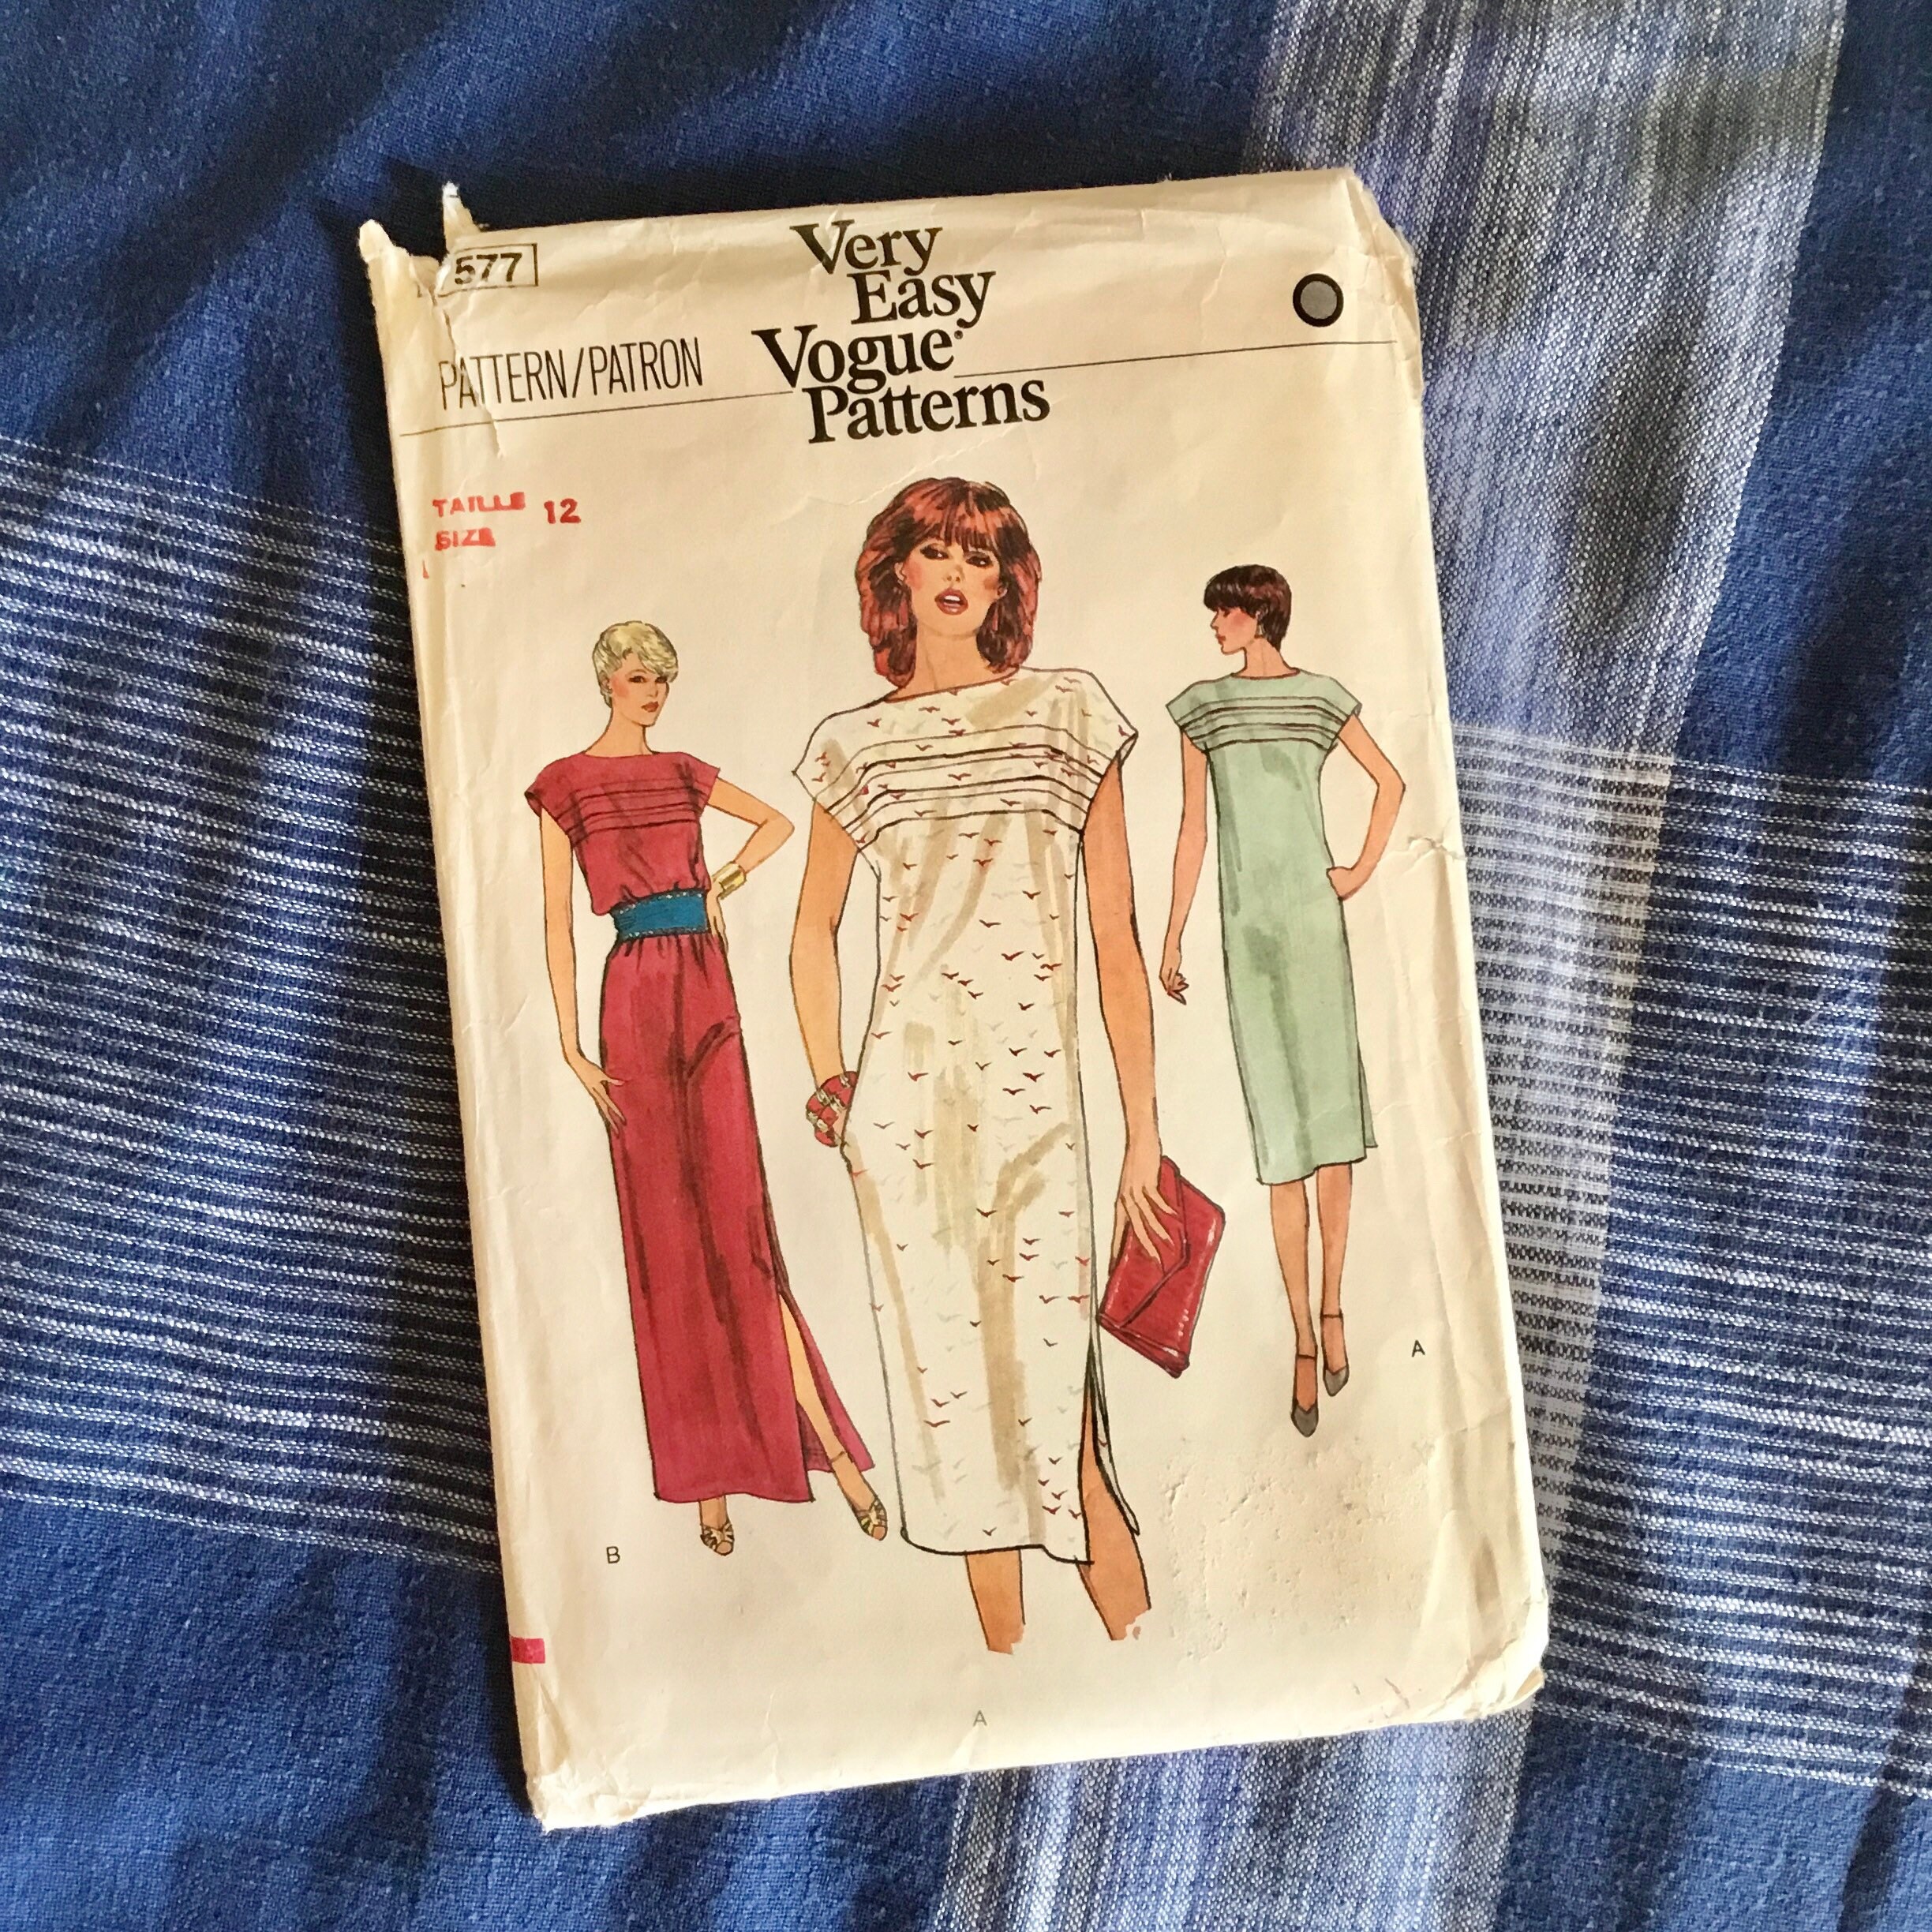 577
Very
Easy
Vogue
Patterns
PATTERN/PATRON
TAILLE 12
SIZE
A
B
A